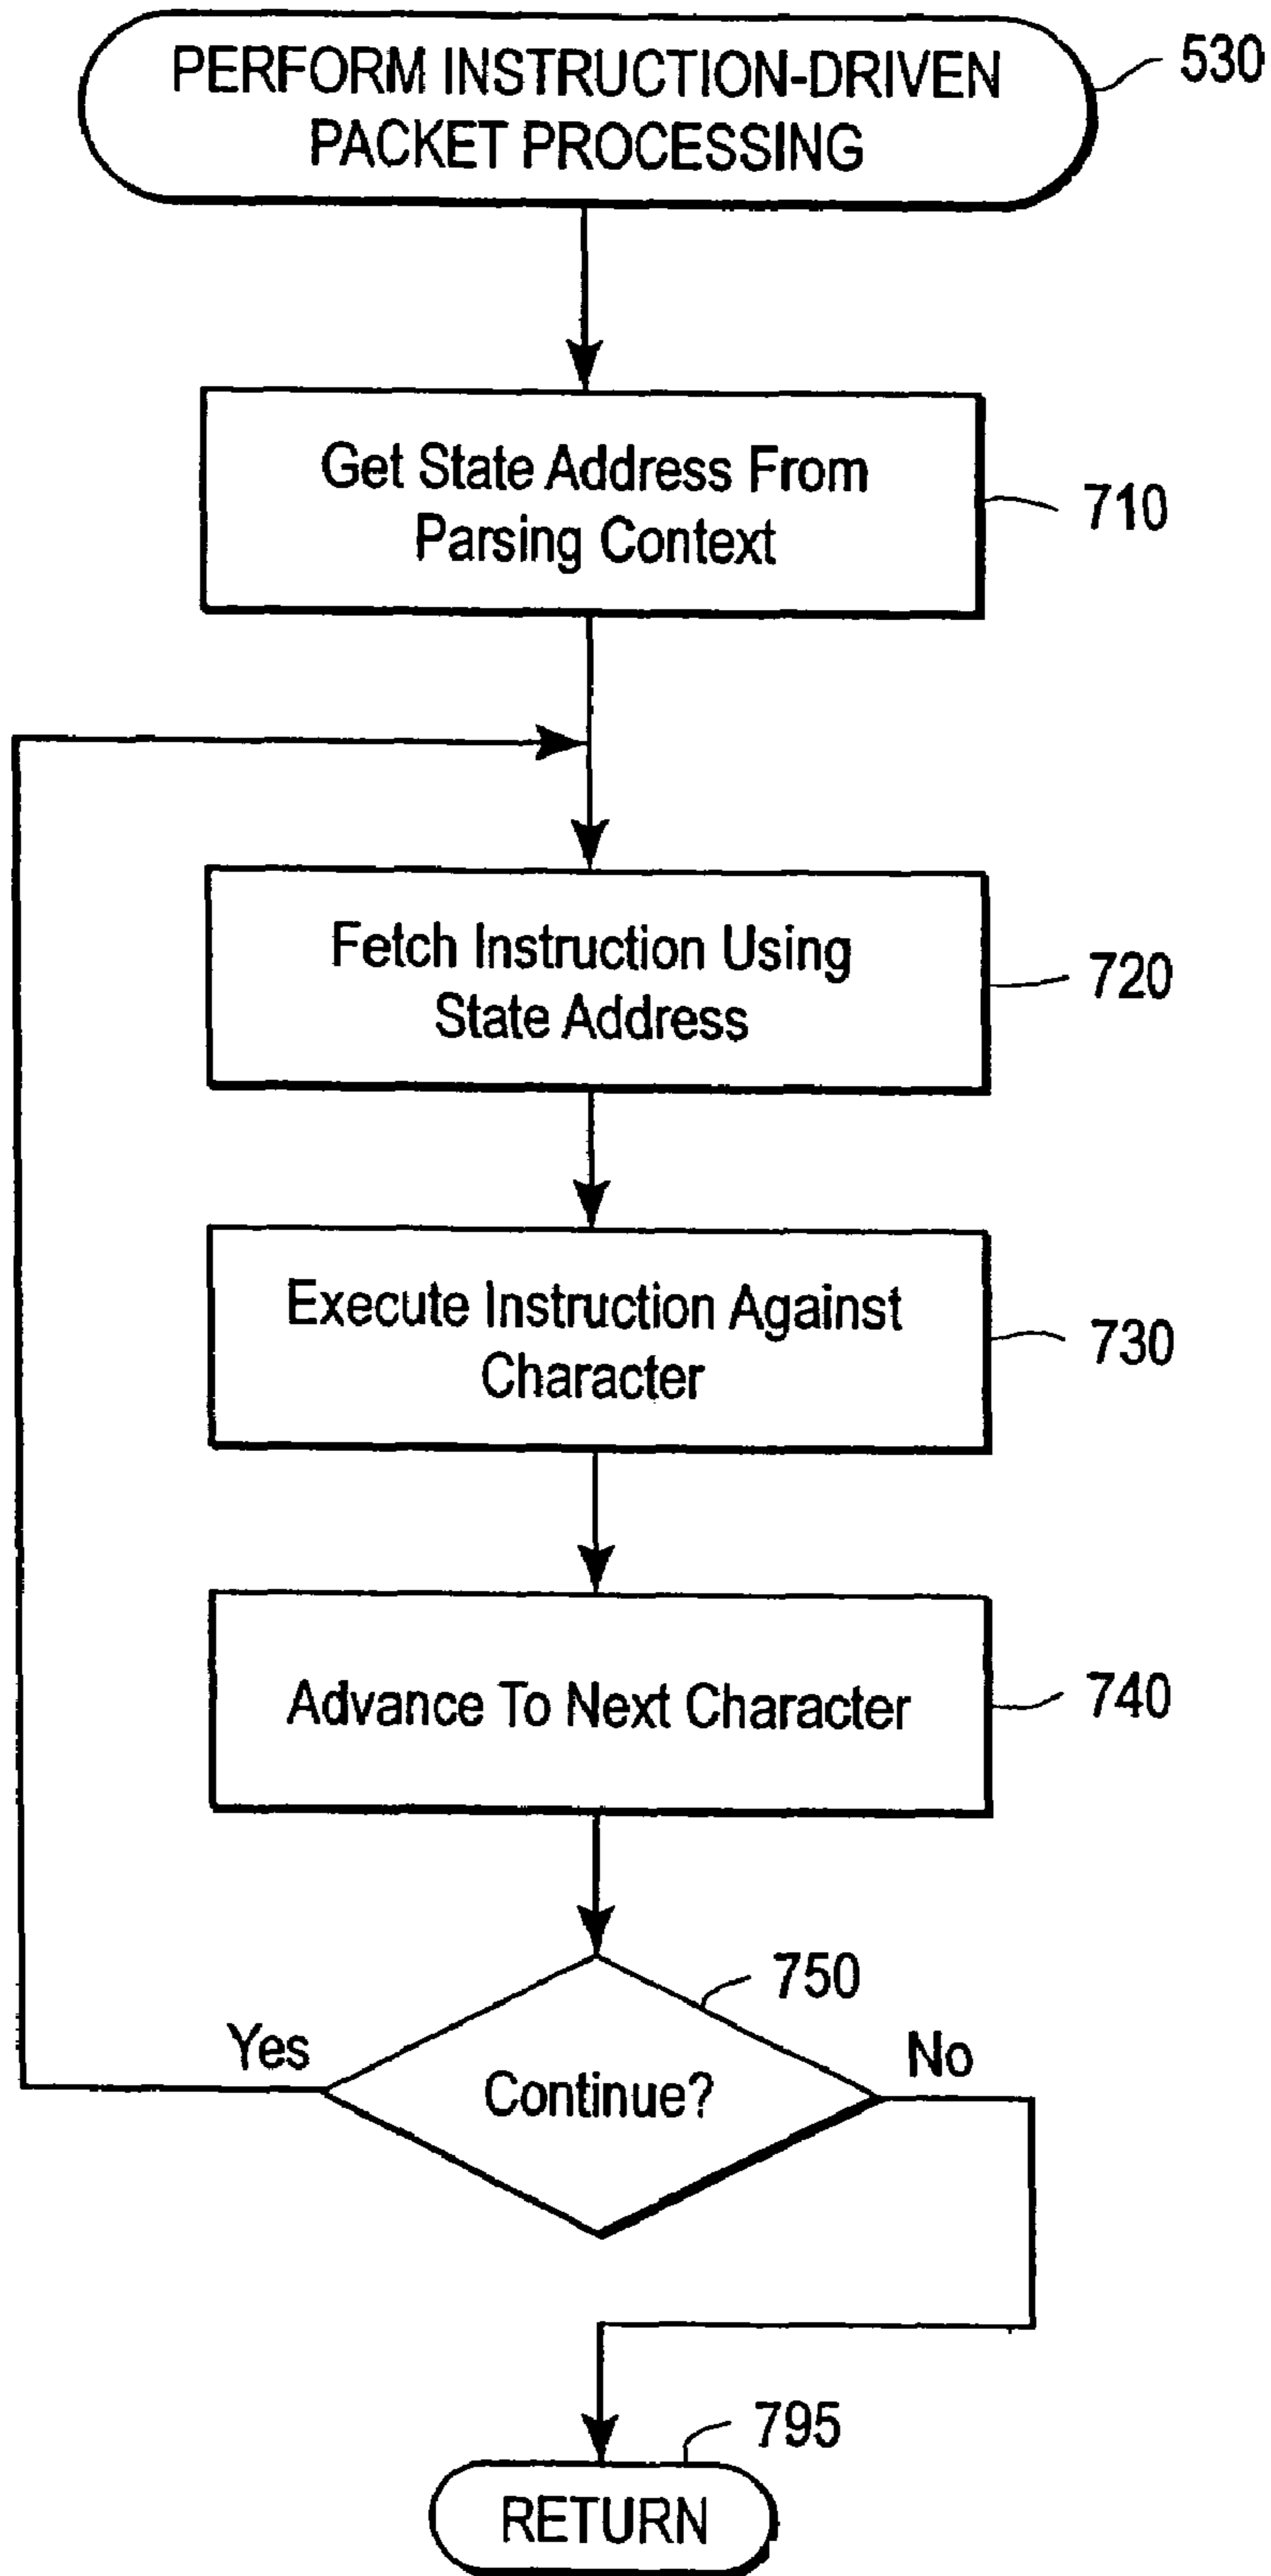 PERFORM INSTRUCTION-DRIVEN
PACKET PROCESSING
530
Get State Address From
Parsing Context
710
Fetch Instruction Using
State Address
720
Execute Instruction Against
Character
730
Advance To Next Character
740
750
Yes
Continue?
No
795
RETURN